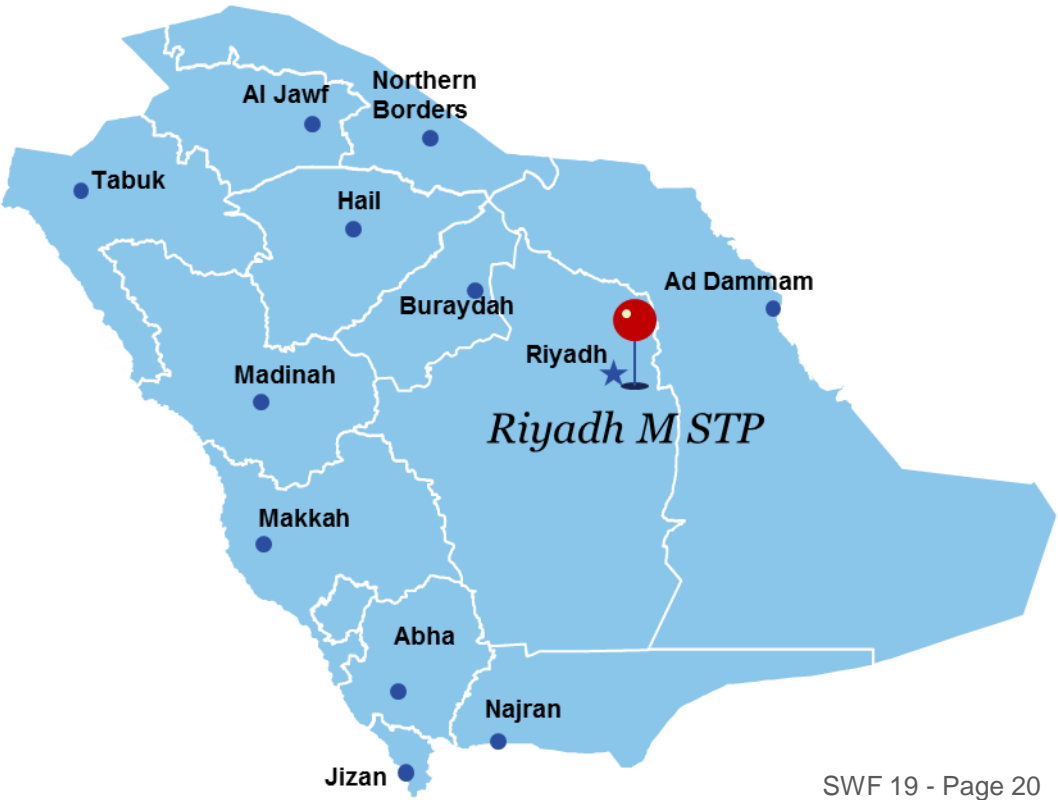 Northern
Borders
Al Jawf
Tabuk
Hail
Ad Dammam
Buraydah
Riyadh
Madinah
Riyadh M STP
Makkah
Abha
Najran
Jizan
SWF 19 - Page 20